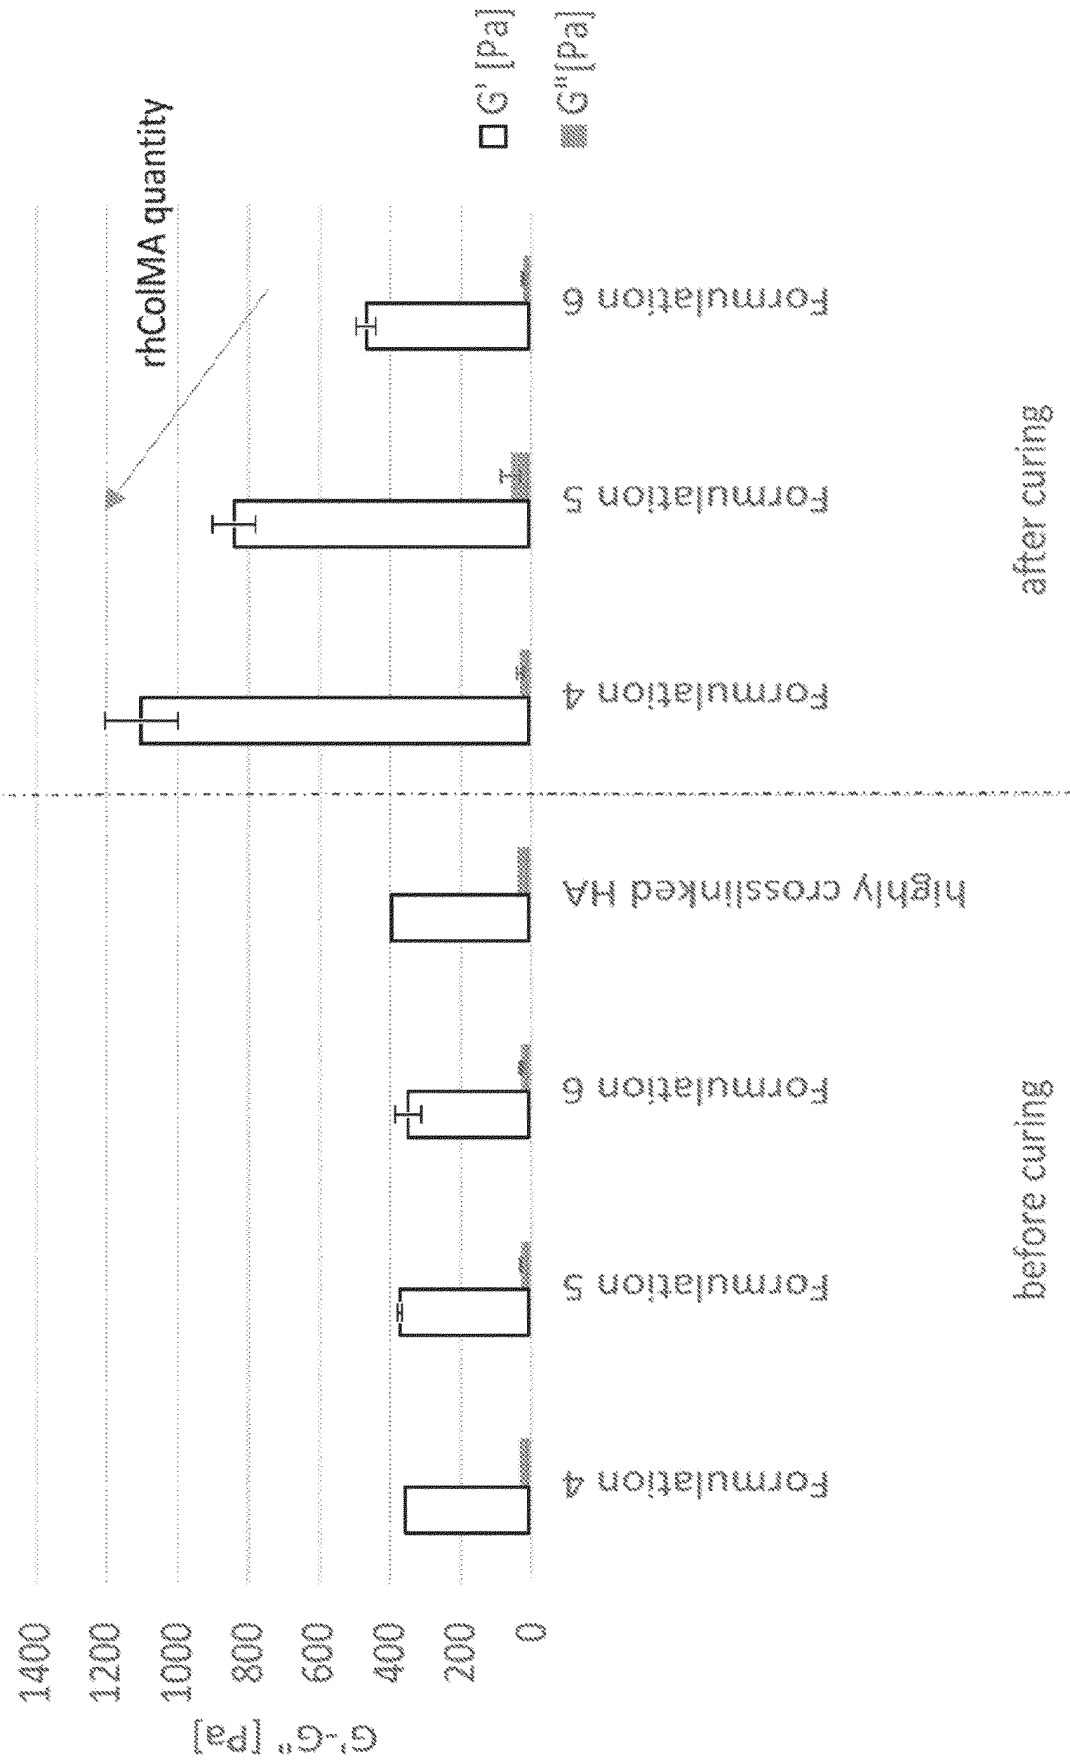 G'-G'' [Pa]
1400
1200
1000
800
600
400
200
0
rhColMA quantity
Formulation 4
Formulation 5
Formulation 6
highly crosslinked HA
Formulation 4
Formulation 5
Formulation 6
before curing
after curing
G' [Pa]
G''[Pa]